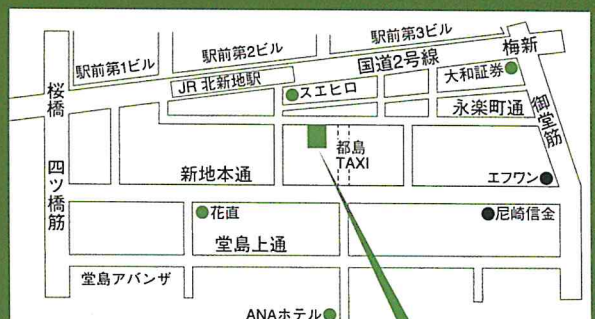 駅前第3ビル
梅新
駅前第2ビル
国道2号線
駅前第1ビル
大和証券
JR 北新地駅
スエヒロ
桜橋
永楽町通
御堂筋
都島
TAXI
新地本通
エフワン
四ツ橋筋
花直
尼崎信金
堂島上通
堂島アバンザ
ANAホテル